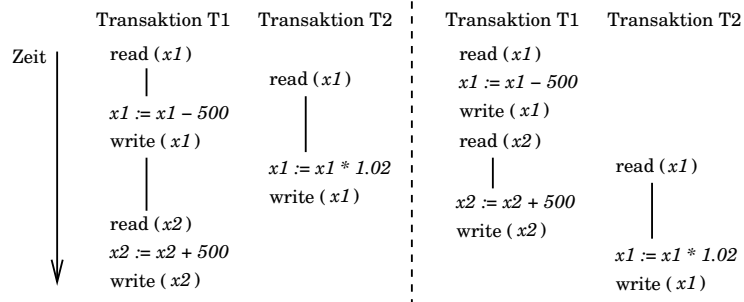 Transaktion T1 Transaktion T2 Transaktion T1 Transaktion T2
Zeit
read (x1)
x1 := x1 – 500
write (x1)
read (x2)
x2 := x2 + 500
write (x2)
read (x1)
x1 := x1 * 1.02
write (x1)
read (x1)
x1 := x1 – 500
write (x1)
read (x2)
x2 := x2 + 500
write (x2)
read (x1)
x1 := x1 * 1.02
write (x1)